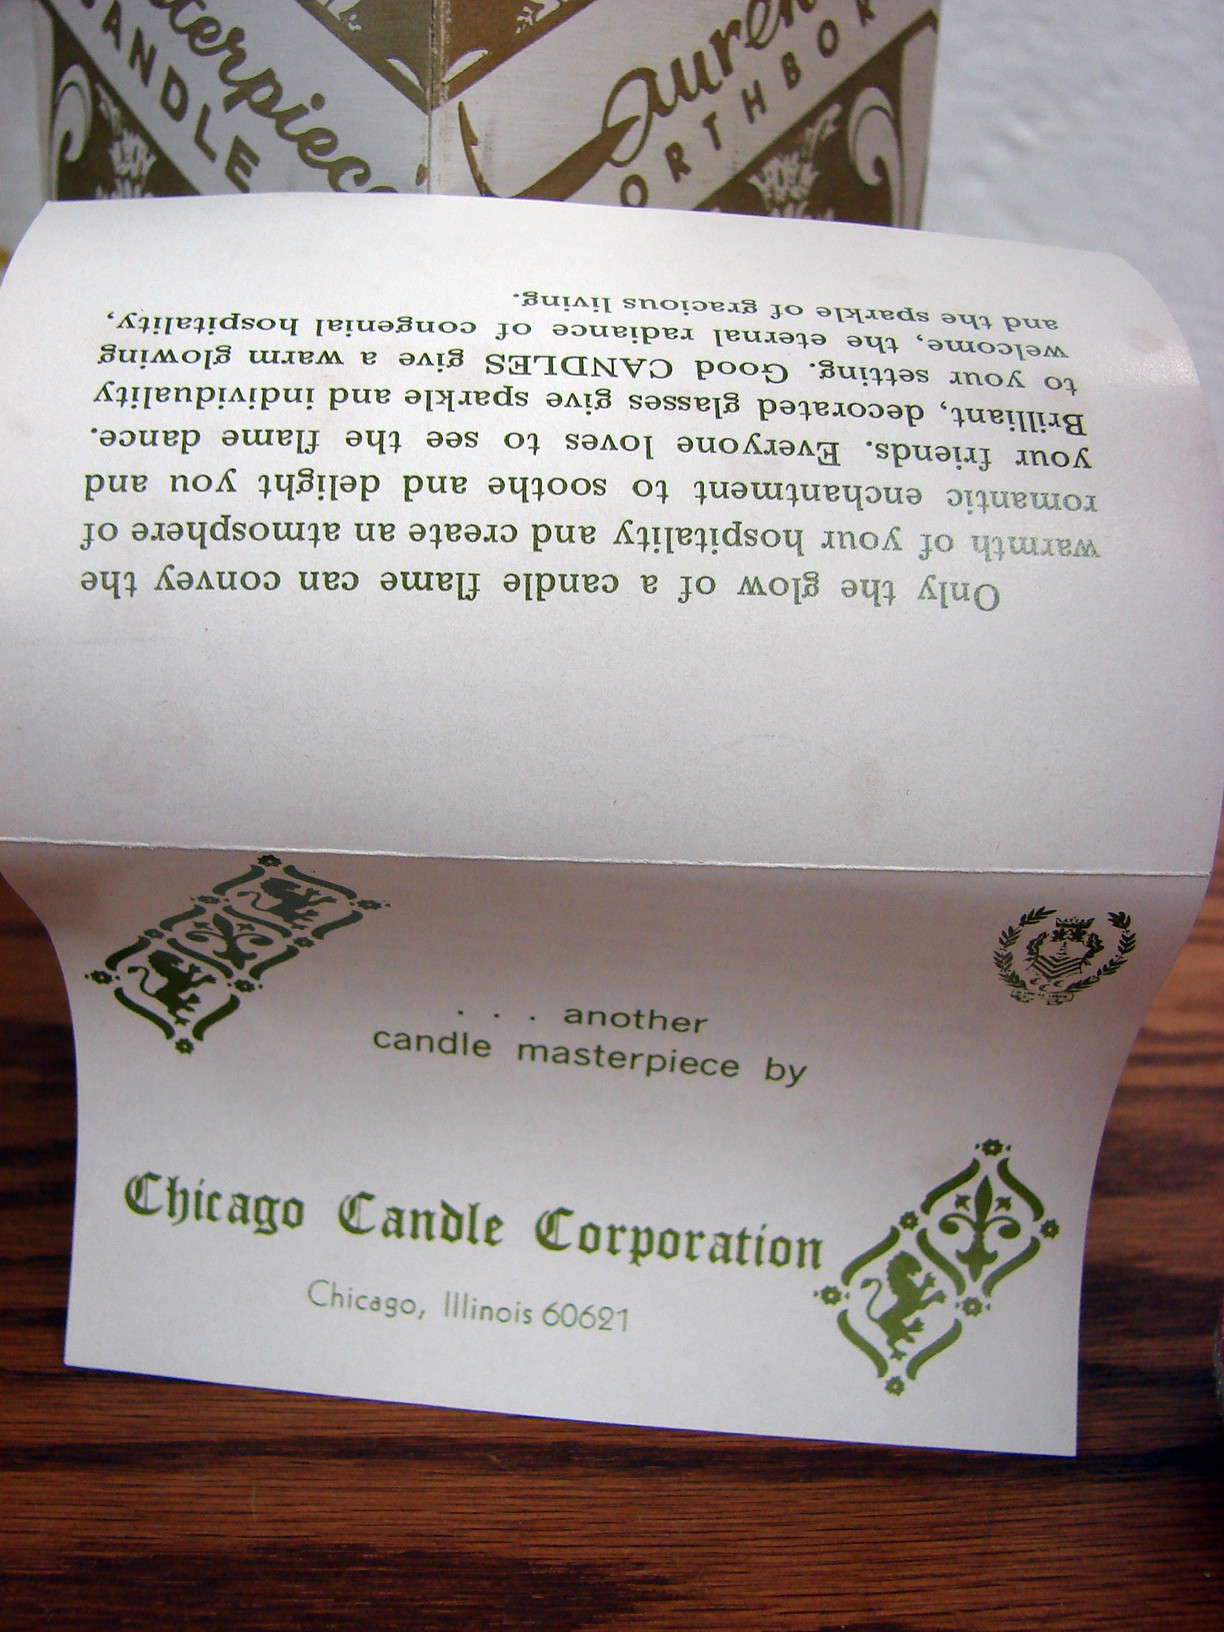 CANDLE
ORTHBO
Only the glow of a candle flame can convey the
warmth of your hospitality and create an atmosphere of
romantic enchantment to soothe and delight you and
your friends. Everyone loves to see the flame dance.
Brilliant, decorated glasses give sparkle and individuality
to your setting. Good CANDLES give a warm glowing
welcome, the eternal radiance of congenial hospitality,
and the sparkle of gracious living.
. . . another
candle masterpiece by
Chicago Candle Corporation
Chicago, Illinois 60621